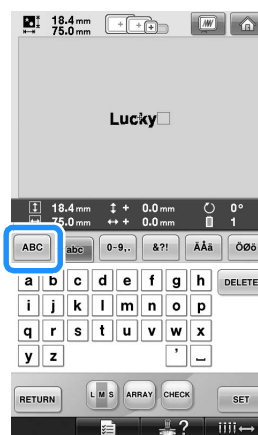 18.4 mm
75.0 mm
Lucky
18.4 mm + 0.0 mm 0°
75.0 mm + 0.0 mm 1
ABC abc 0-9,. &?! ÄÅä ÖØö
a b c d e f g h DELETE
i j k l m n o p
q r s t u v w x
y z ' _
RETURN L M S ARRAY CHECK SET
?